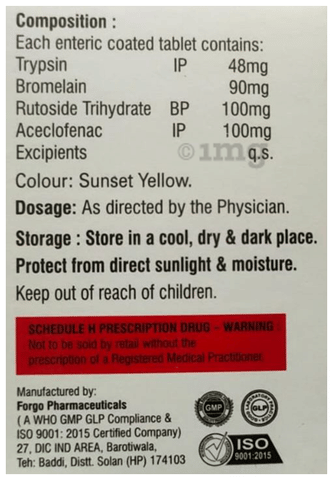 Composition :
Each enteric coated tablet contains:
Trypsin IP 48mg
Bromelain 90mg
Rutoside Trihydrate BP 100mg
Aceclofenac IP 100mg
Excipients q.s.
© 1mg
Colour: Sunset Yellow.
Dosage: As directed by the Physician.
Storage : Store in a cool, dry & dark place.
Protect from direct sunlight & moisture.
Keep out of reach of children.
SCHEDULE H PRESCRIPTION DRUG - WARNING :
Not to be sold by retail without the
prescription of a Registered Medical Practitioner.
Manufactured by:
Forgo Pharmaceuticals
( A WHO GMP GLP Compliance &
ISO 9001: 2015 Certified Company)
27, DIC IND AREA, Barotiwala,
Teh: Baddi, Distt. Solan (HP) 174103
GMP
GLP
ISO
9001:2015